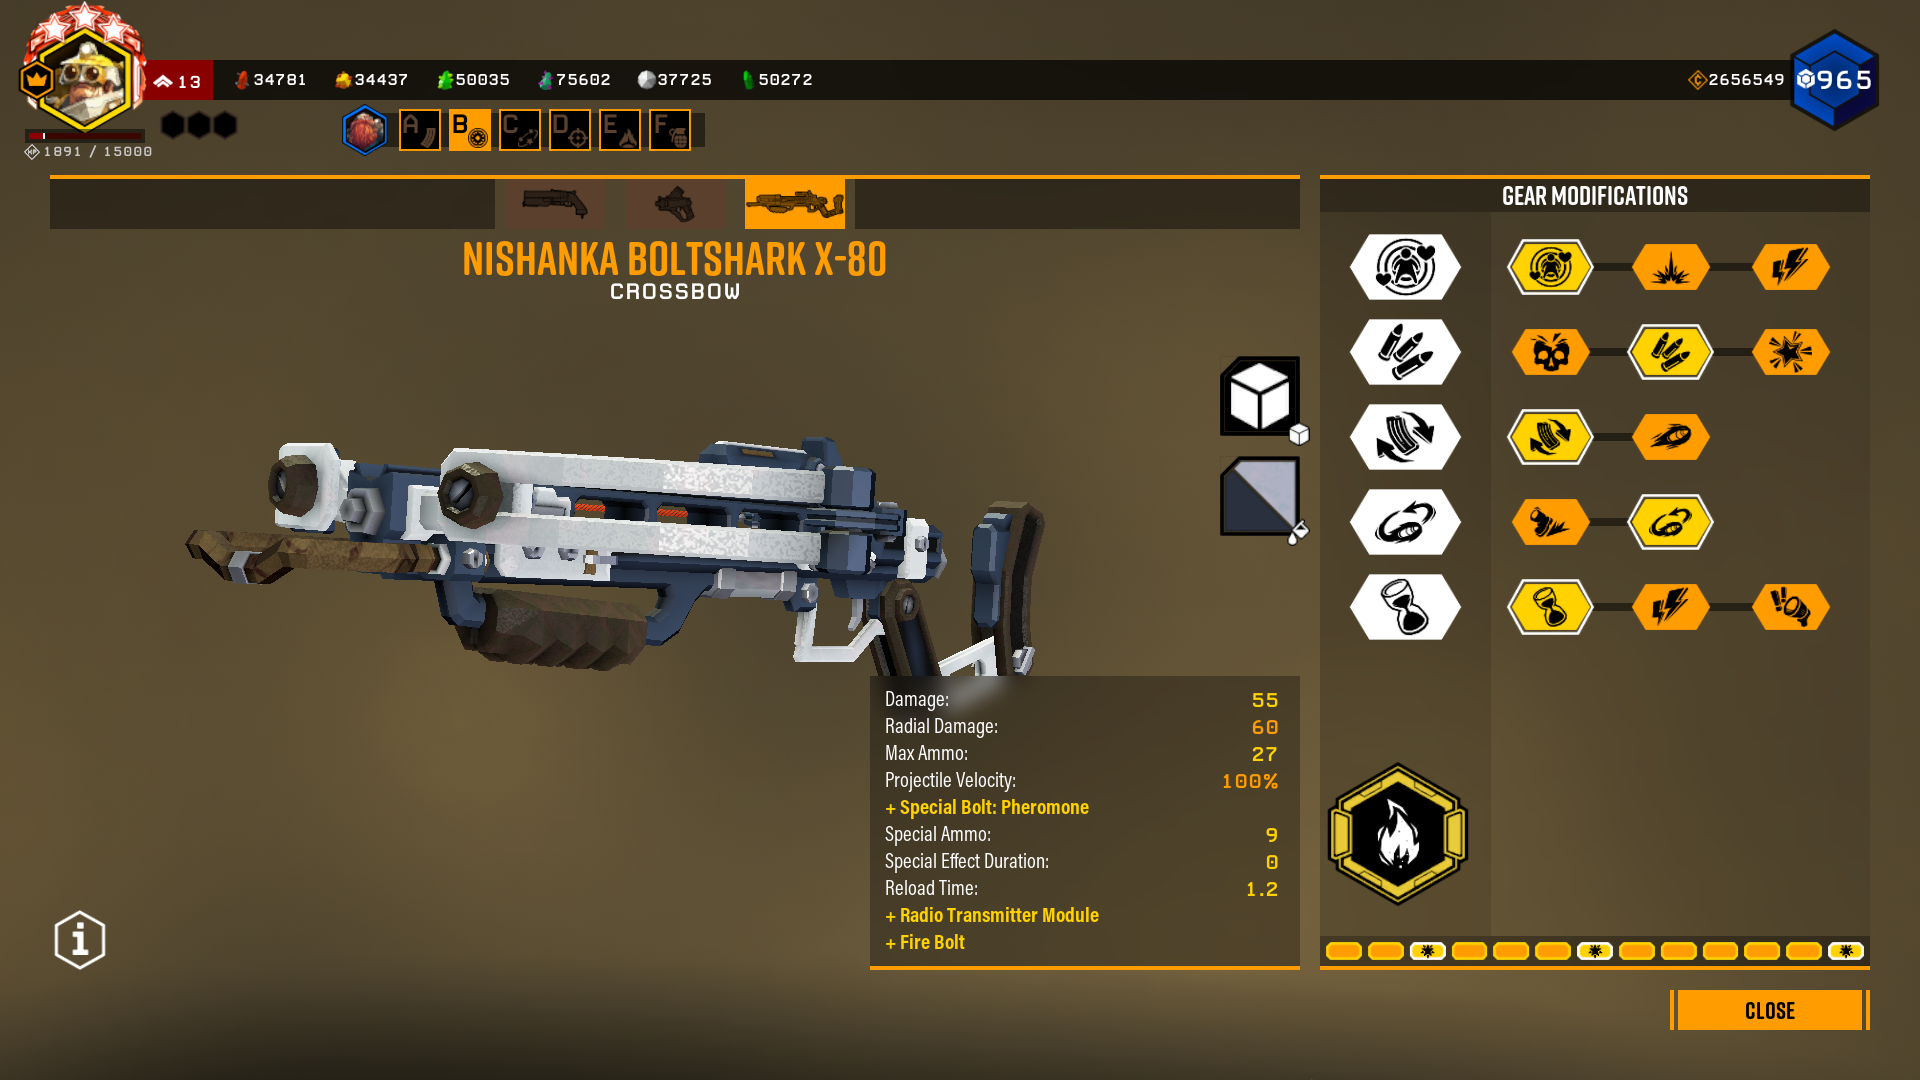 13
34781
34437
50035
75602
37725
50272
2656549
965
1891 / 15000
A
B
C
D
E
F
NISHANKA BOLTSHARK X-80
CROSSBOW
GEAR MODIFICATIONS
Damage: 55
Radial Damage: 60
Max Ammo: 27
Projectile Velocity: 100%
+ Special Bolt: Pheromone
Special Ammo: 9
Special Effect Duration: 0
Reload Time: 1.2
+ Radio Transmitter Module
+ Fire Bolt
CLOSE